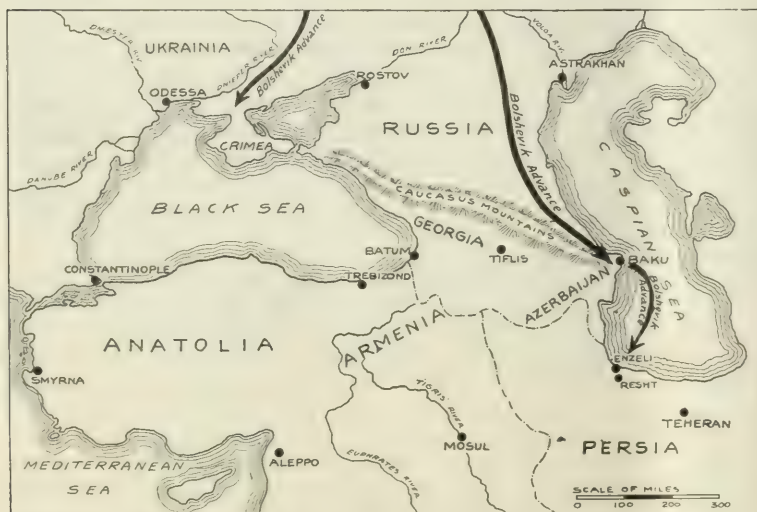 DNIESTER RIV.
UKRAINIA
DNIEPER RIV.
DON RIVER
VOLGA RIV.
Bolshevik Advance
ASTRAKHAN
ODESSA
ROSTOV
RUSSIA
Bolshevik Advance
CRIMEA
DANUBE RIVER
CASPIAN SEA
CAUCASUS MOUNTAINS
BLACK SEA
GEORGIA
BATUM
TIFLIS
BAKU
CONSTANTINOPLE
TREBIZOND
AZERBAIJAN
Bolshevik
Advance
ARMENIA
ANATOLIA
ENZELI
RESHT
SMYRNA
TIGRIS RIVER
TEHERAN
MOSUL
PERSIA
MEDITERRANEAN
SEA
ALEPPO
EUPHRATES RIVER
SCALE OF MILES
0 100 200 300